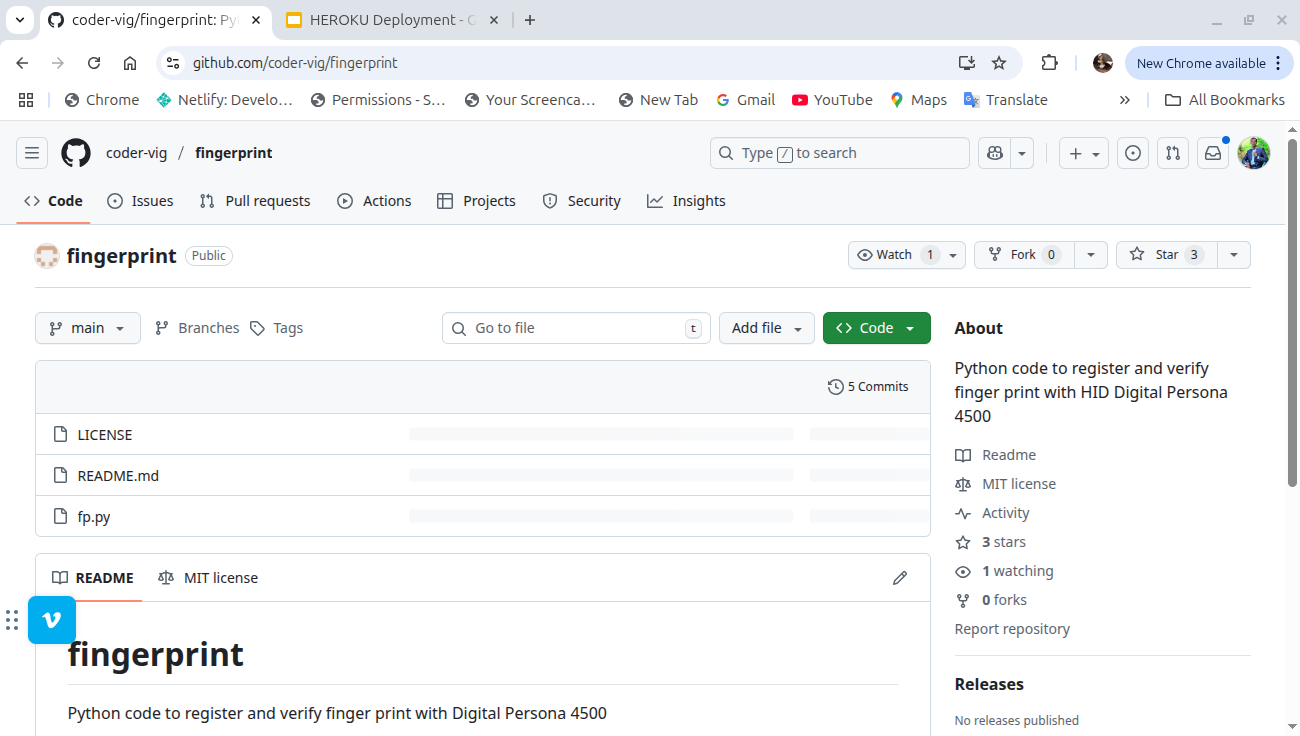 coder-vig/fingerprint: Py
HEROKU Deployment -
github.com/coder-vig/fingerprint
New Chrome available
Chrome
Netlify: Develo...
Permissions - S...
Your Screenca...
New Tab
Gmail
YouTube
Maps
Translate
All Bookmarks
coder-vig / fingerprint
Type / to search
Code
Issues
Pull requests
Actions
Projects
Security
Insights
fingerprint Public
Watch 1
Fork 0
Star 3
main
Branches
Tags
Go to file t
Add file
Code
5 Commits
LICENSE
README.md
fp.py
README
MIT license
fingerprint
Python code to register and verify finger print with Digital Persona 4500
About
Python code to register and verify
finger print with HID Digital Persona
4500
Readme
MIT license
Activity
3 stars
1 watching
0 forks
Report repository
Releases
No releases published